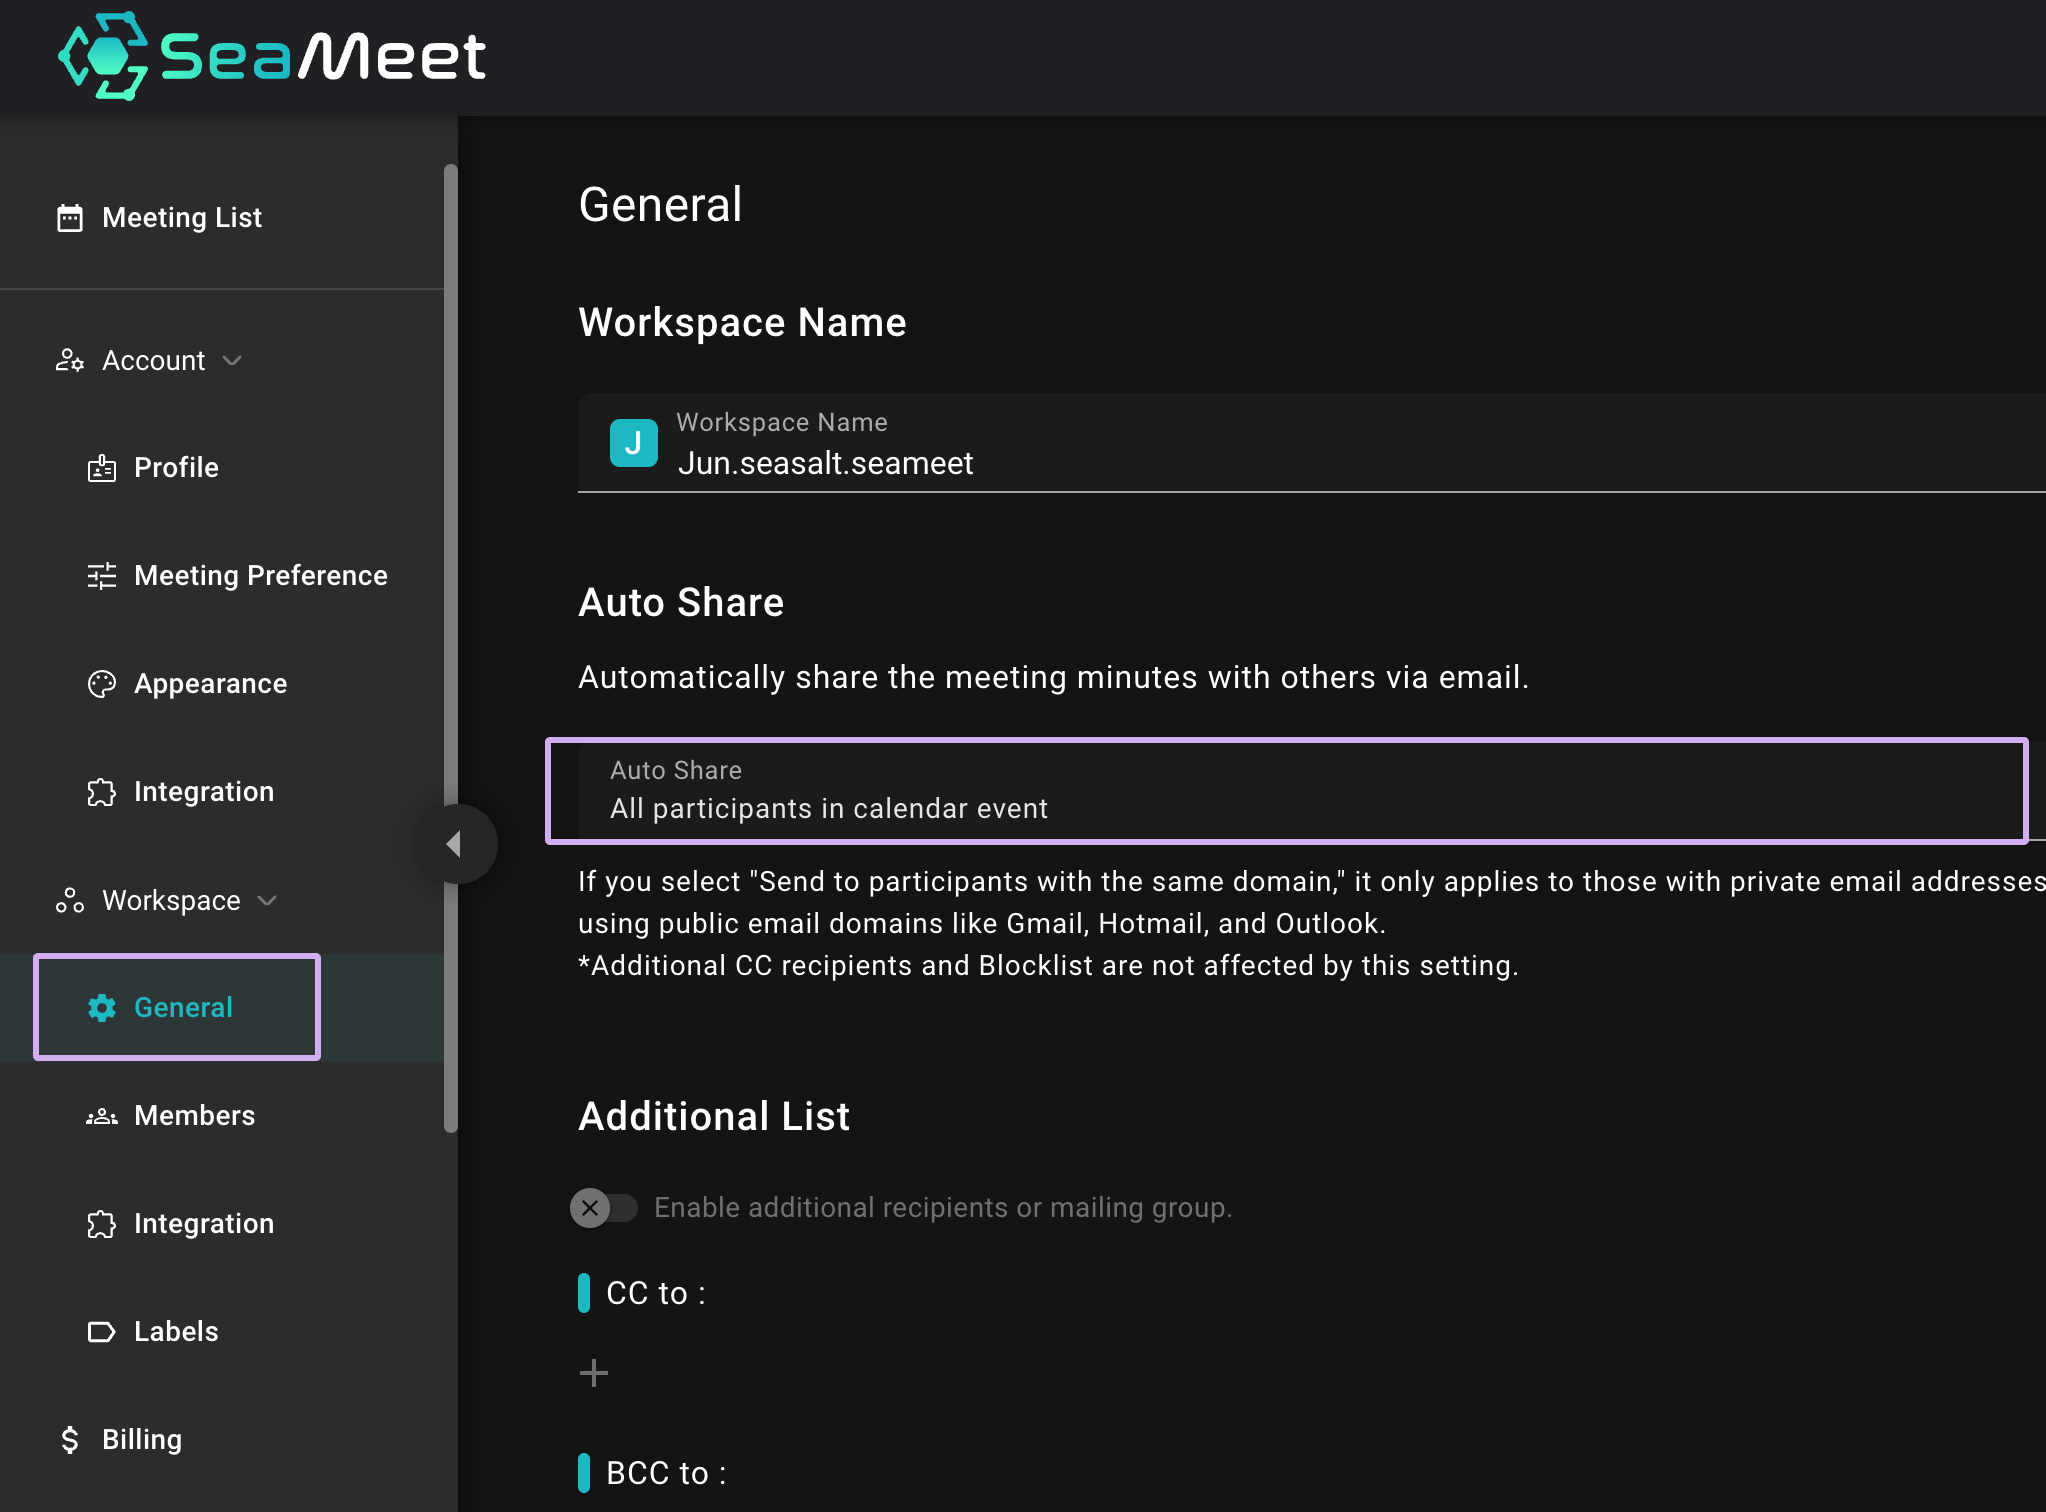 SeaMeet
Meeting List
Account
Profile
Meeting Preference
Appearance
Integration
Workspace
General
Members
Integration
Labels
Billing
General
Workspace Name
J
Workspace Name
Jun.seasalt.seameet
Auto Share
Automatically share the meeting minutes with others via email.
Auto Share
All participants in calendar event
If you select "Send to participants with the same domain," it only applies to those with private email addresses
using public email domains like Gmail, Hotmail, and Outlook.
*Additional CC recipients and Blocklist are not affected by this setting.
Additional List
Enable additional recipients or mailing group.
CC to :
BCC to :